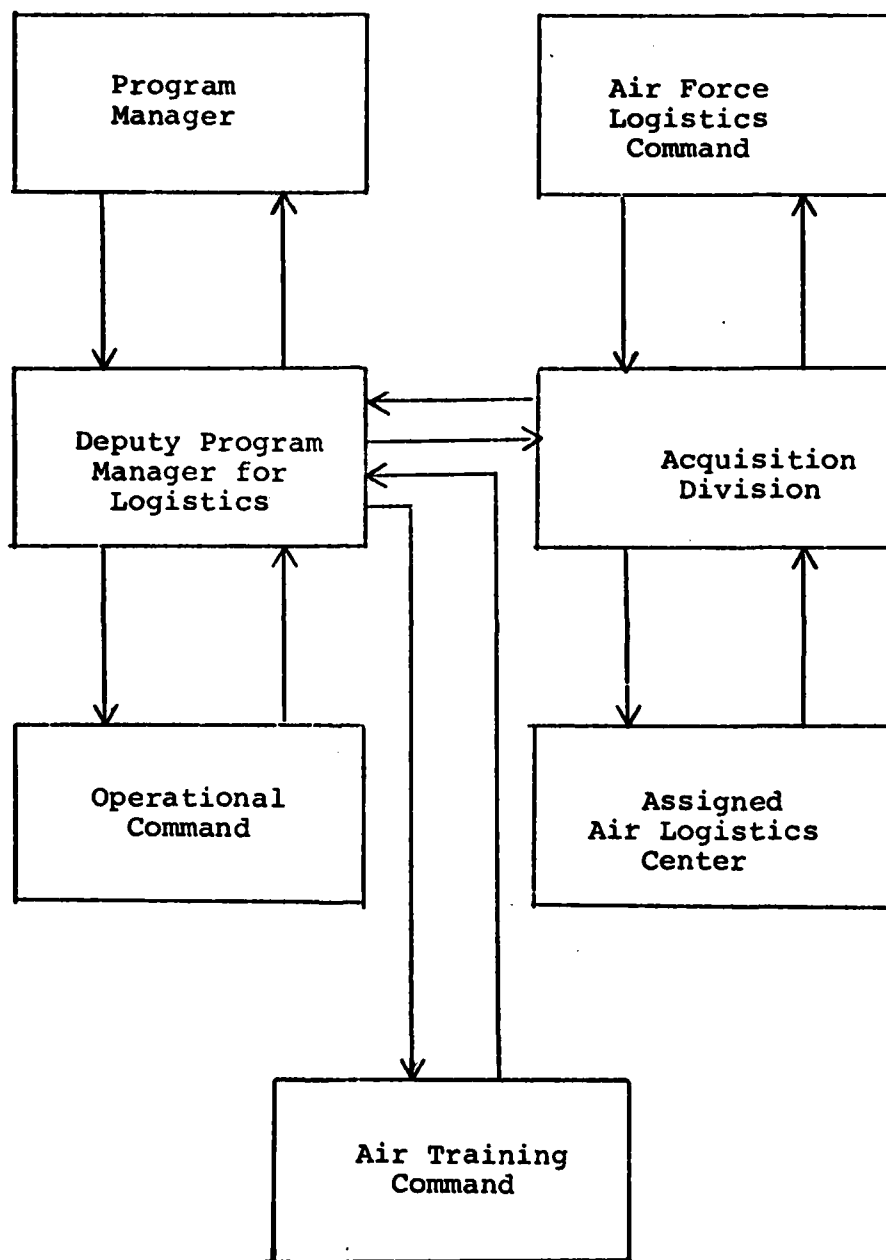 Program
Manager
Air Force
Logistics
Command
Deputy Program
Manager for
Logistics
Acquisition
Division
Operational
Command
Assigned
Air Logistics
Center
Air Training
Command